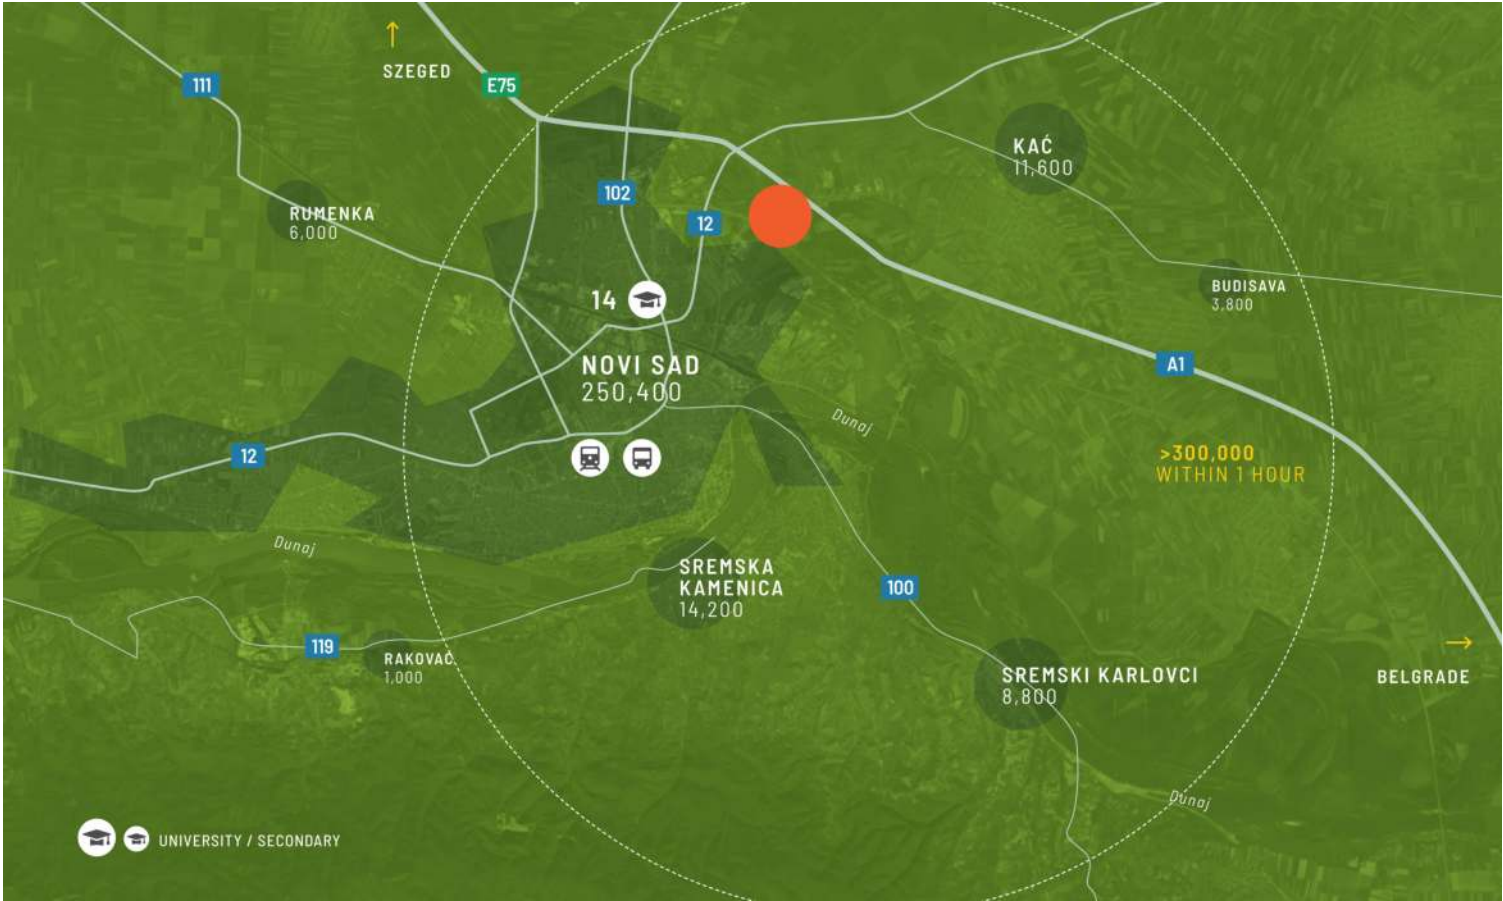 SZEGED
111
E75
KAĆ
11,600
102
RUMENKA
6,000
12
14
BUDISAVA
3,800
NOVI SAD
250,400
A1
Dunaj
12
>300,000
WITHIN 1 HOUR
Dunaj
SREMSKA
KAMENICA
14,200
100
119
RAKOVAC
1,000
SREMSKI KARLOVCI
8,800
BELGRADE
Dunaj
UNIVERSITY / SECONDARY